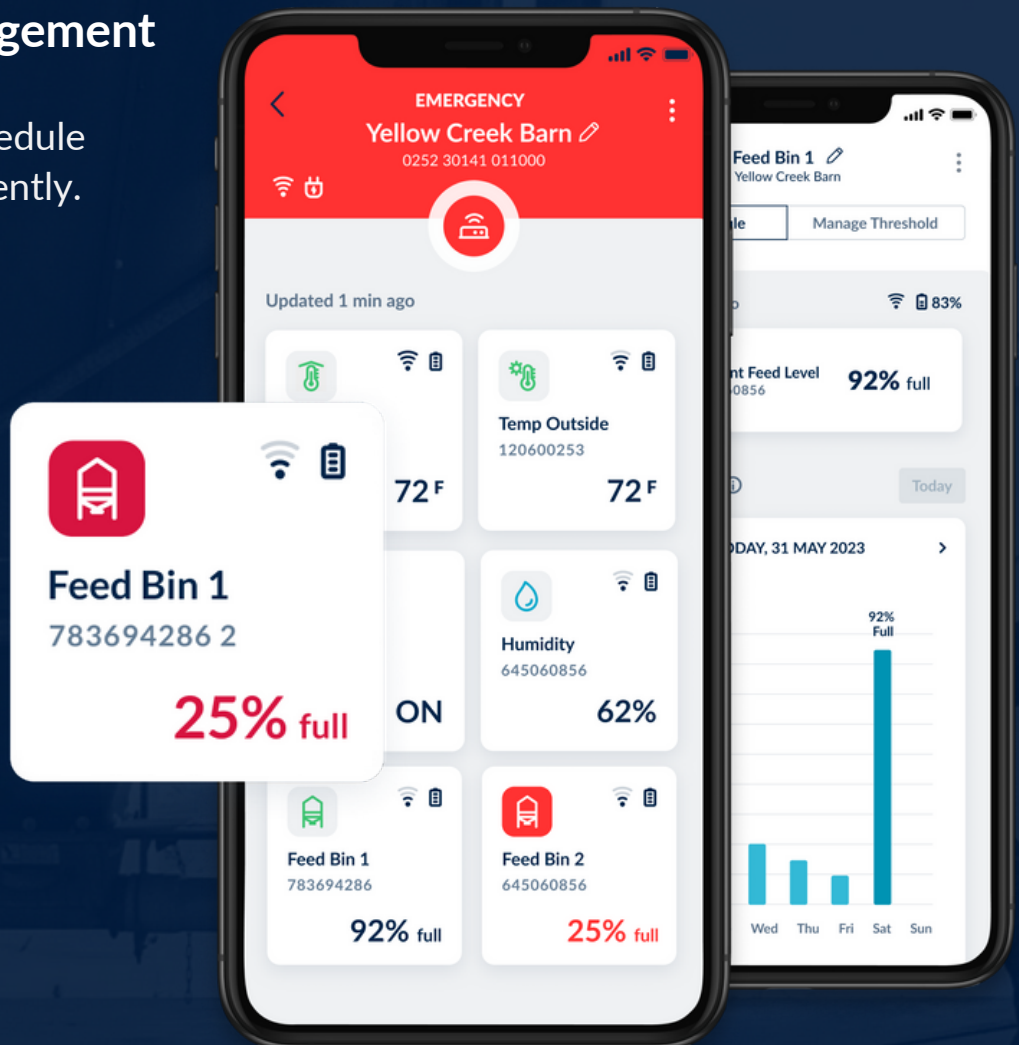 gement
edule
ently.
EMERGENCY
Yellow Creek Barn
0252 30141 011000
Updated 1 min ago
72 F
Temp Outside
120600253
72 F
ON
Humidity
645060856
62%
Feed Bin 1
783694286
92% full
Feed Bin 2
645060856
25% full
Feed Bin 1
783694286 2
25% full
Feed Bin 1
Yellow Creek Barn
le
Manage Threshold
o
83%
nt Feed Level
0856
92% full
Today
DAY, 31 MAY 2023
92%
Full
Wed Thu Fri Sat Sun